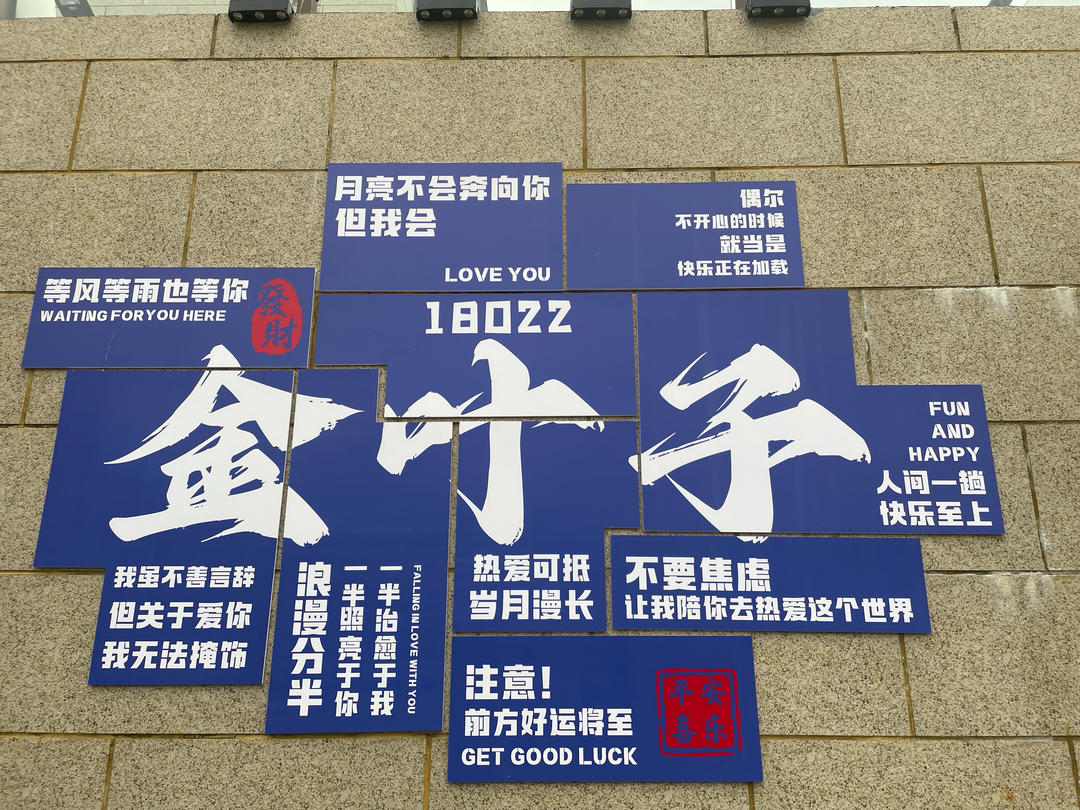 月亮不会奔向你
但我会
LOVE YOU
偶尔
不开心的时候
就当是
快乐正在加载
等风等雨也等你
WAITING FOR YOU HERE
發財
18022
金叶子
FUN
AND
HAPPY
人间一趟
快乐至上
我虽不善言辞
但关于爱你
我无法掩饰
浪漫分半
一半照亮于你
一半治愈于我
FALLING IN LOVE WITH YOU
热爱可抵
岁月漫长
不要焦虑
让我陪你去热爱这个世界
注意！
前方好运将至
GET GOOD LUCK
平安
喜乐